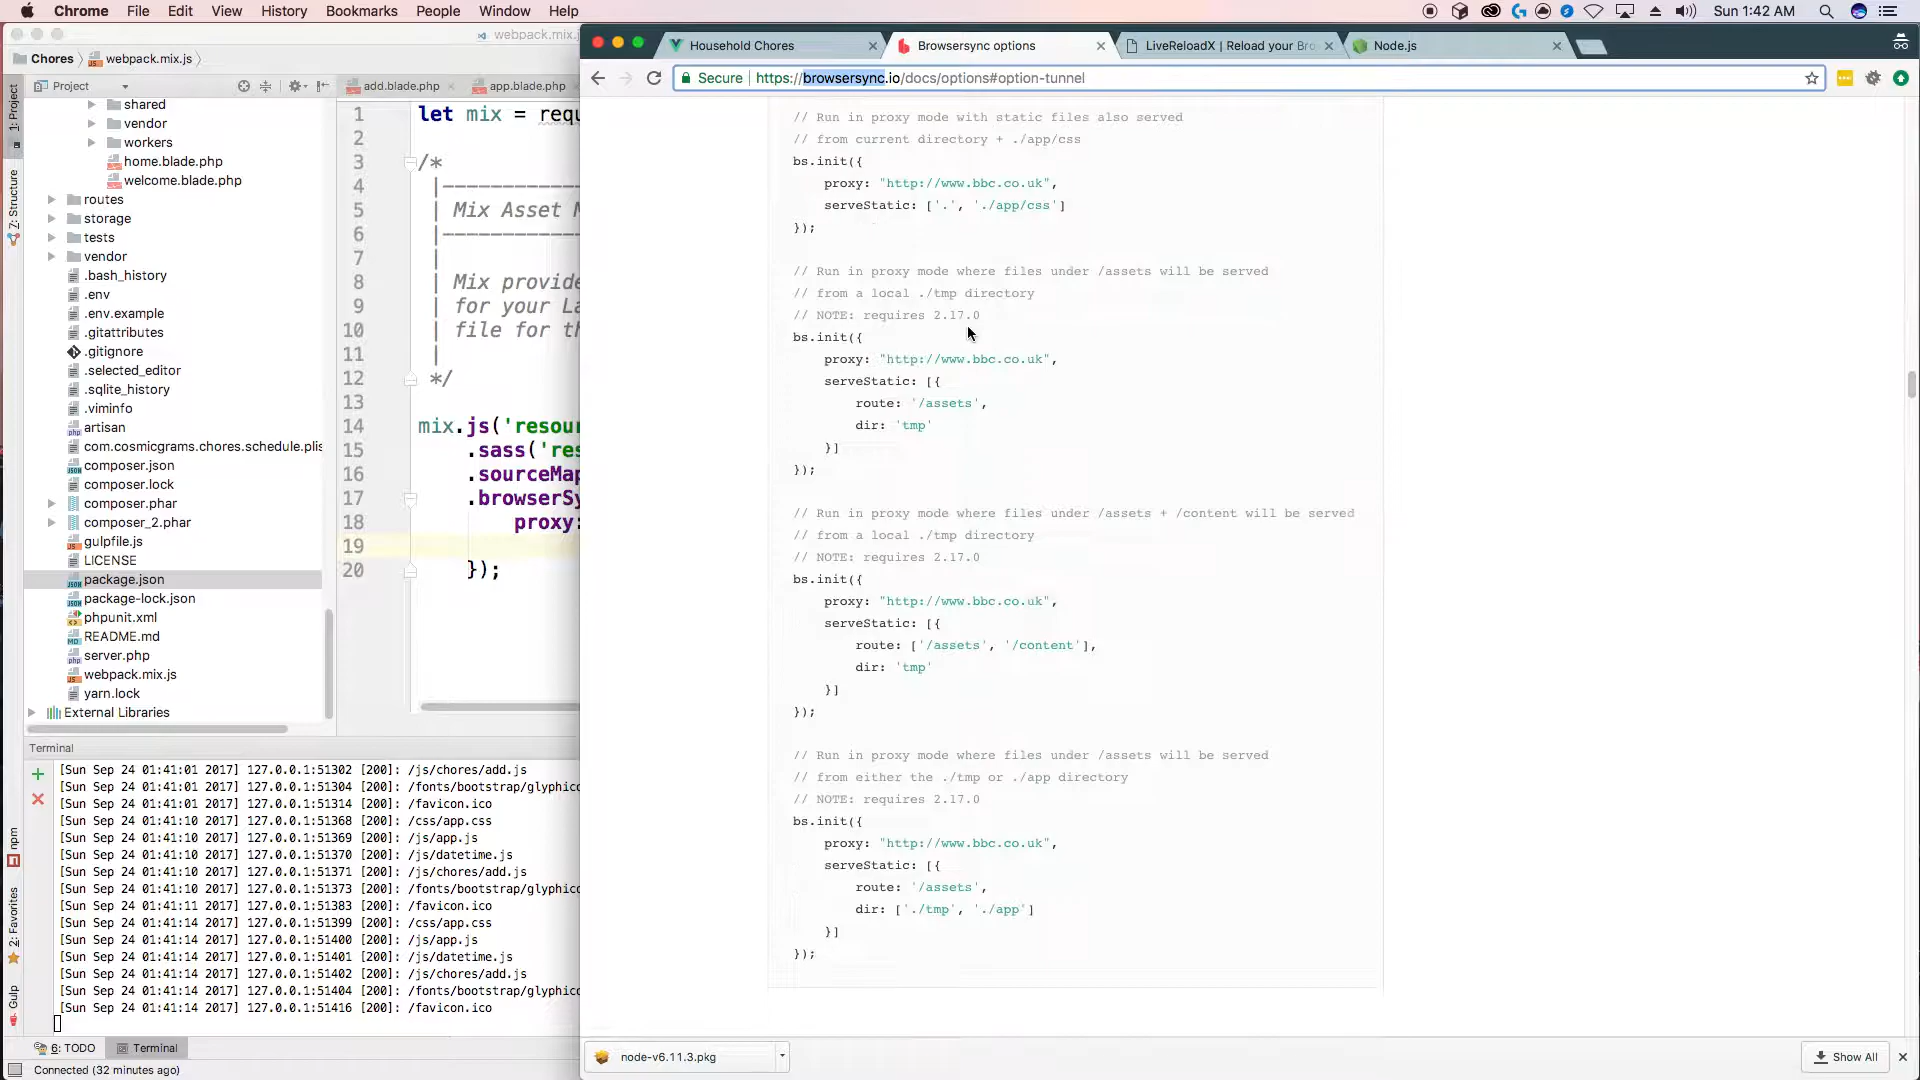 Chrome File Edit View History Bookmarks People Window Help
Sun 1:42 AM
webpack.mix.j
Chores webpack.mix.js
Project
add.blade.php
app.blade.php
1: Project
7: Structure
npm
2: Favorites
Gulp
shared
vendor
workers
home.blade.php
welcome.blade.php
routes
storage
tests
vendor
.bash_history
.env
.env.example
.gitattributes
.gitignore
.selected_editor
.sqlite_history
.viminfo
artisan
com.cosmicgrams.chores.schedule.plis
composer.json
composer.lock
composer.phar
composer_2.phar
gulpfile.js
LICENSE
package.json
package-lock.json
phpunit.xml
README.md
server.php
webpack.mix.js
yarn.lock
External Libraries
1 let mix = requ
2
3 /*
4 |
5 | Mix Asset M
6 |
7 |
8 | Mix provide
9 | for your La
10 | file for th
11 |
12 */
13
14 mix.js('resour
15 .sass('res
16 .sourceMap
17 .browserSy
18 proxy:
19
20 });
Terminal
[Sun Sep 24 01:41:01 2017] 127.0.0.1:51302 [200]: /js/chores/add.js
[Sun Sep 24 01:41:01 2017] 127.0.0.1:51304 [200]: /fonts/bootstrap/glyphico
[Sun Sep 24 01:41:01 2017] 127.0.0.1:51314 [200]: /favicon.ico
[Sun Sep 24 01:41:10 2017] 127.0.0.1:51368 [200]: /css/app.css
[Sun Sep 24 01:41:10 2017] 127.0.0.1:51369 [200]: /js/app.js
[Sun Sep 24 01:41:10 2017] 127.0.0.1:51370 [200]: /js/datetime.js
[Sun Sep 24 01:41:10 2017] 127.0.0.1:51371 [200]: /js/chores/add.js
[Sun Sep 24 01:41:10 2017] 127.0.0.1:51373 [200]: /fonts/bootstrap/glyphico
[Sun Sep 24 01:41:11 2017] 127.0.0.1:51383 [200]: /favicon.ico
[Sun Sep 24 01:41:14 2017] 127.0.0.1:51399 [200]: /css/app.css
[Sun Sep 24 01:41:14 2017] 127.0.0.1:51400 [200]: /js/app.js
[Sun Sep 24 01:41:14 2017] 127.0.0.1:51401 [200]: /js/datetime.js
[Sun Sep 24 01:41:14 2017] 127.0.0.1:51402 [200]: /js/chores/add.js
[Sun Sep 24 01:41:14 2017] 127.0.0.1:51404 [200]: /fonts/bootstrap/glyphico
[Sun Sep 24 01:41:14 2017] 127.0.0.1:51416 [200]: /favicon.ico
6: TODO Terminal
Connected (32 minutes ago)
Household Chores
Browsersync options
LiveReloadX | Reload your Bro
Node.js
Secure https://browsersync.io/docs/options#option-tunnel
// Run in proxy mode with static files also served
// from current directory + ./app/css
bs.init({
proxy: "http://www.bbc.co.uk",
serveStatic: ['.', './app/css']
});
// Run in proxy mode where files under /assets will be served
// from a local ./tmp directory
// NOTE: requires 2.17.0
bs.init({
proxy: "http://www.bbc.co.uk",
serveStatic: [{
route: '/assets',
dir: 'tmp'
}]
});
// Run in proxy mode where files under /assets + /content will be served
// from a local ./tmp directory
// NOTE: requires 2.17.0
bs.init({
proxy: "http://www.bbc.co.uk",
serveStatic: [{
route: ['/assets', '/content'],
dir: 'tmp'
}]
});
// Run in proxy mode where files under /assets will be served
// from either the ./tmp or ./app directory
// NOTE: requires 2.17.0
bs.init({
proxy: "http://www.bbc.co.uk",
serveStatic: [{
route: '/assets',
dir: ['./tmp', './app']
}]
});
node-v6.11.3.pkg
Show All